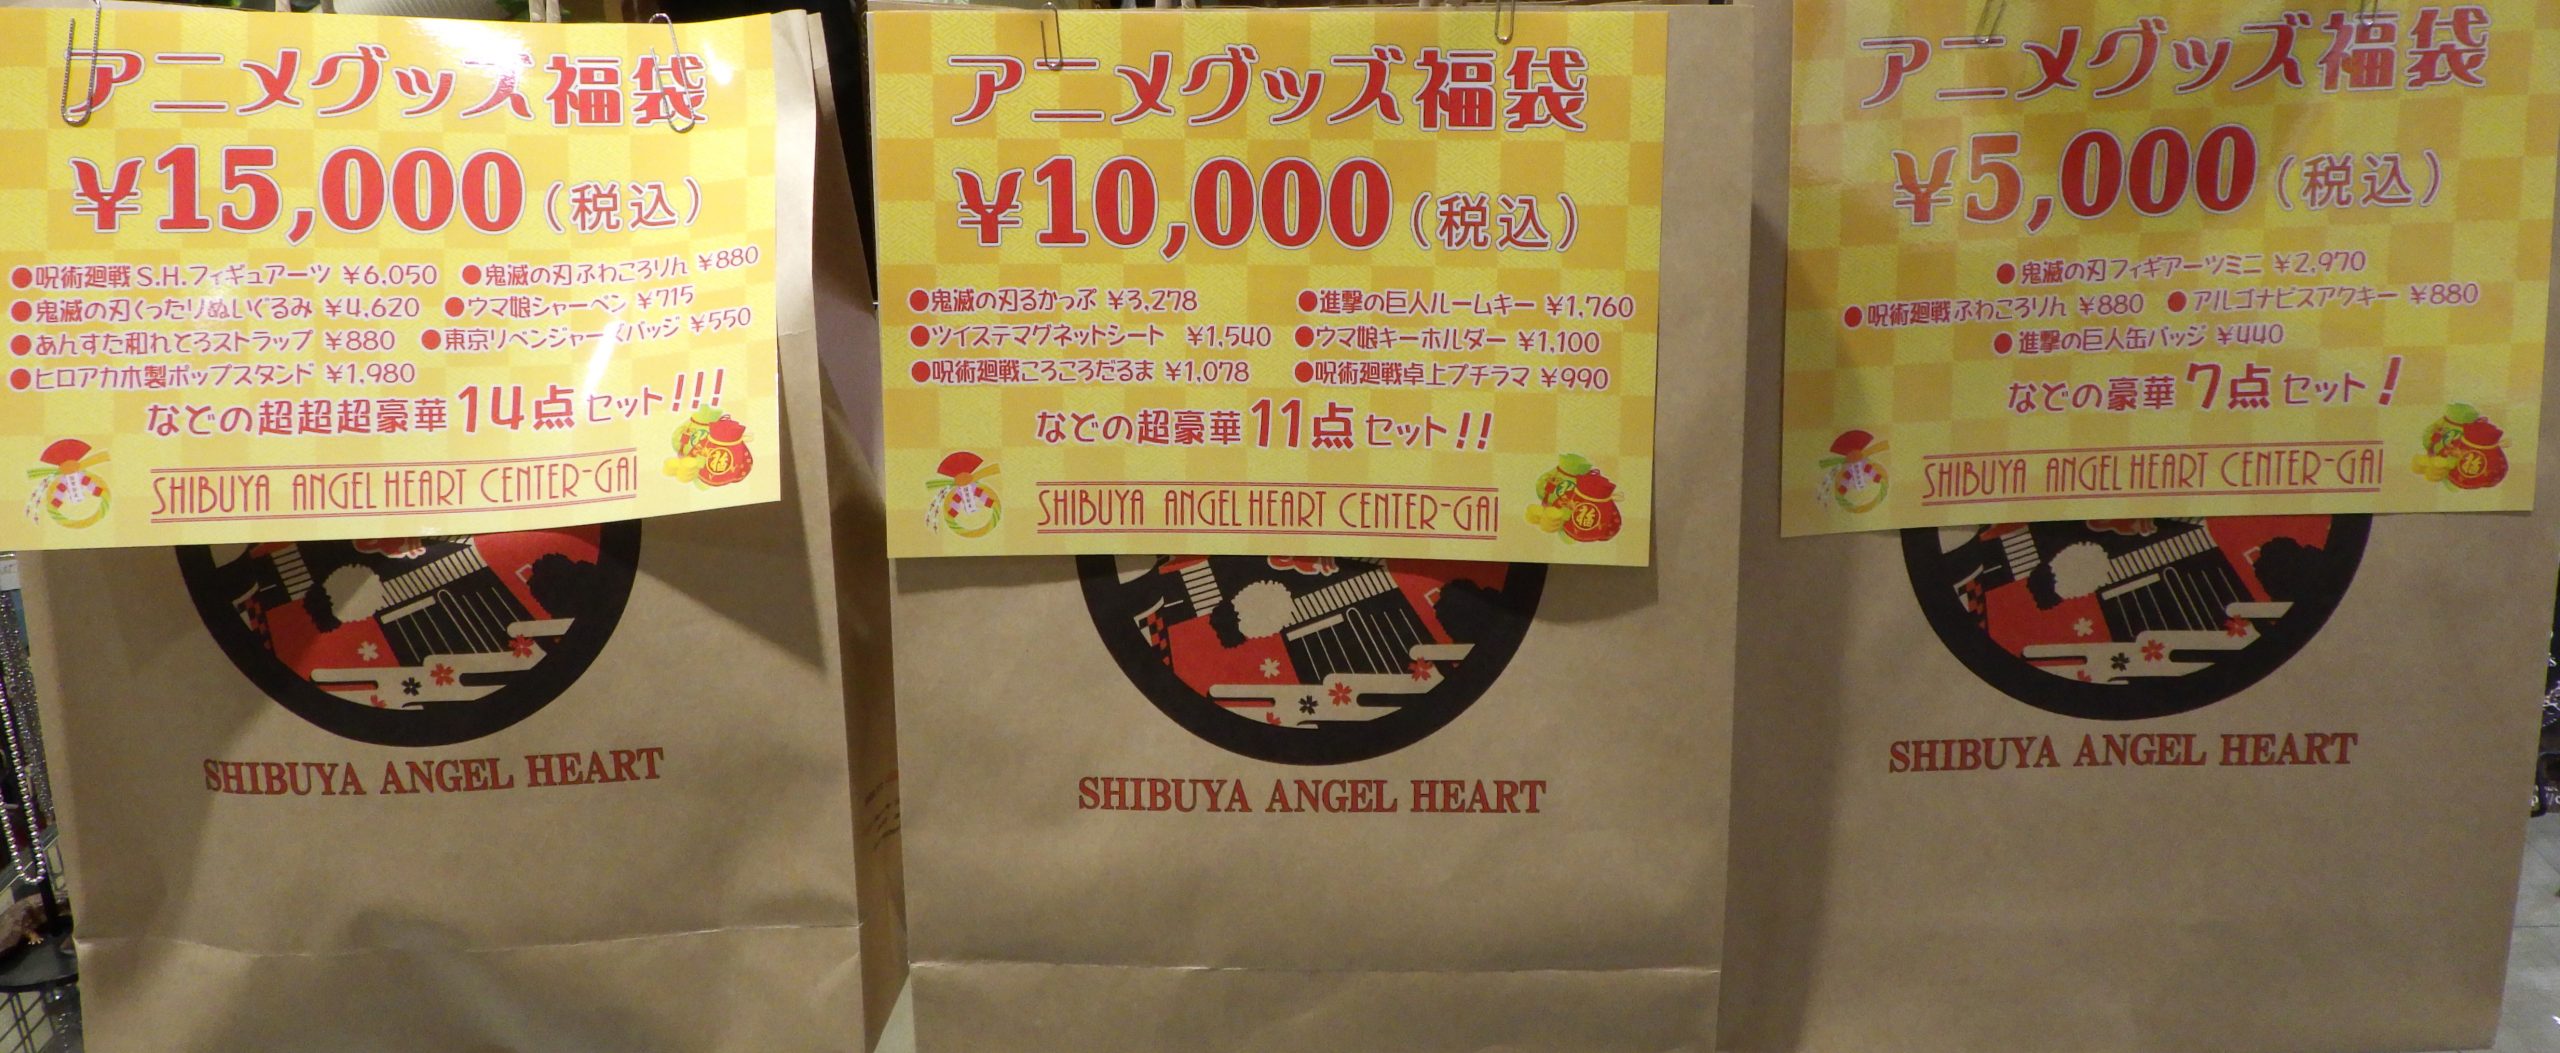 アニメグッズ福袋
¥15,000(税込)
●呪術廻戦S.H.フィギュアーツ ¥6,050 ●鬼滅の刃ふわころりん ¥880
●鬼滅の刃くったりぬいぐるみ ¥4,620 ●ウマ娘シャーペン ¥715
●あんすた和れとろストラップ ¥880 ●東京リベンジャーズバッジ ¥550
●ヒロアカ木製ポップスタンド ¥1,980
などの超超超豪華14点セット!!!
SHIBUYA ANGEL HEART CENTER-GAI
SHIBUYA ANGEL HEART
アニメグッズ福袋
¥10,000(税込)
●鬼滅の刃るかっぷ ¥3,278 ●進撃の巨人ルームキー ¥1,760
●ツイステマグネットシート ¥1,540 ●ウマ娘キーホルダー ¥1,100
●呪術廻戦ころころだるま ¥1,078 ●呪術廻戦卓上プチラマ ¥990
などの超豪華11点セット!!
SHIBUYA ANGEL HEART CENTER-GAI
SHIBUYA ANGEL HEART
アニメグッズ福袋
¥5,000(税込)
●鬼滅の刃フィギアーツミニ ¥2,970
●呪術廻戦ふわころりん ¥880 ●アルゴナビスアクキー ¥880
●進撃の巨人缶バッジ ¥440
などの豪華7点セット!
SHIBUYA ANGEL HEART CENTER-GAI
SHIBUYA ANGEL HEART